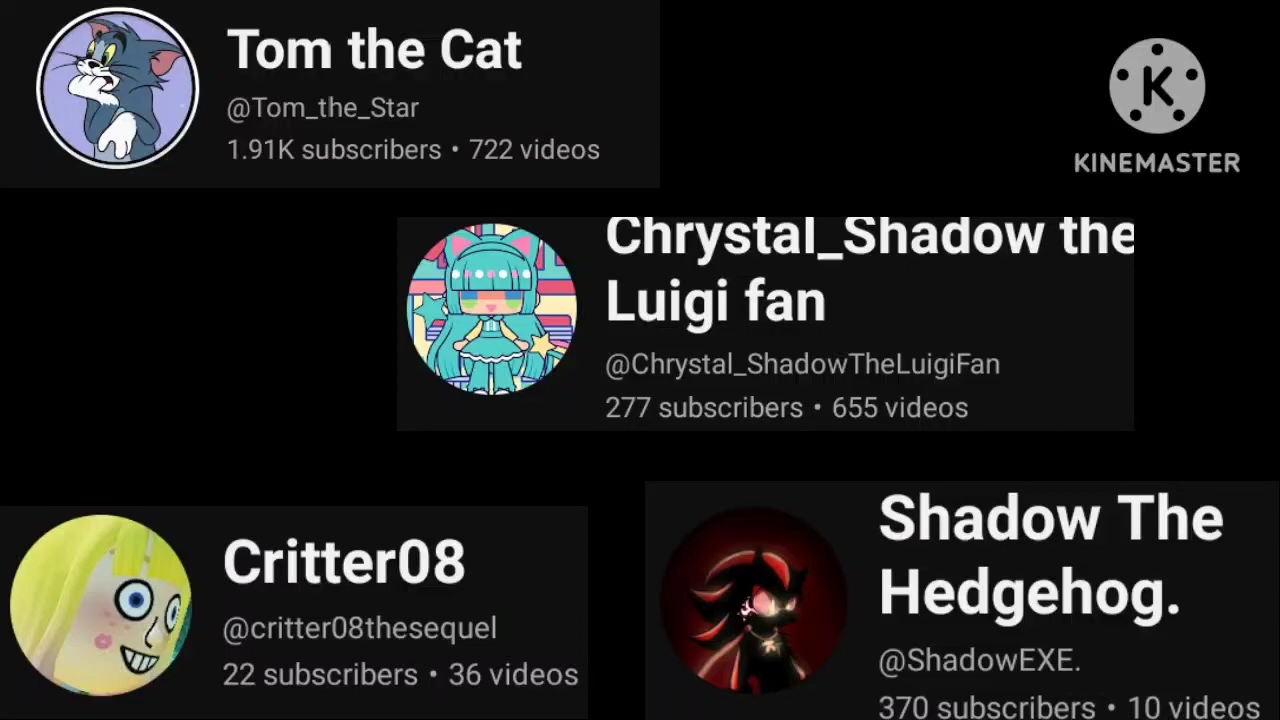 Tom the Cat
@Tom_the_Star
1.91K subscribers • 722 videos
K
KINEMASTER
Chrystal_Shadow the
Luigi fan
@Chrystal_ShadowTheLuigiFan
277 subscribers • 655 videos
Critter08
@critter08thesequel
22 subscribers • 36 videos
Shadow The
Hedgehog.
@ShadowEXE.
370 subscribers • 10 videos